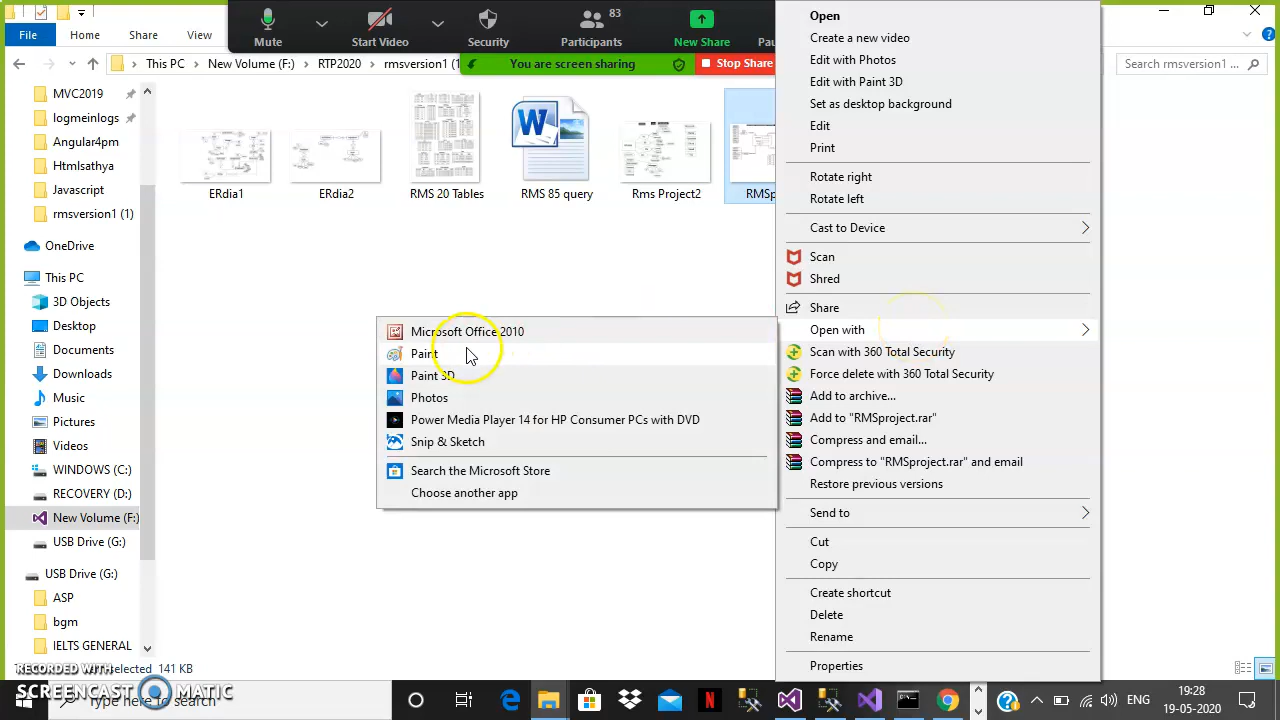 Mute
Start Video
Security
Participants
83
New Share
You are screen sharing
Stop Share
File
Home
Share
View
This PC
New Volume (F:)
RTP2020
rmsversion1 (1
Search rmsversion1 ...
MVC2019
logmeinlogs
Angular4pm
Htmlsathya
Javascript
rmsversion1 (1)
OneDrive
This PC
3D Objects
Desktop
Documents
Downloads
Music
Pictures
Videos
WINDOWS (C:)
RECOVERY (D:)
New Volume (F:)
USB Drive (G:)
USB Drive (G:)
ASP
bgm
IELTS GENERAL
ERdia1
ERdia2
RMS 20 Tables
RMS 85 query
Rms Project2
Open
Create a new video
Edit with Photos
Edit with Paint 3D
Set as desktop background
Edit
Print
Rotate right
Rotate left
Cast to Device
Scan
Shred
Share
Open with
Scan with 360 Total Security
Force delete with 360 Total Security
Add to archive...
Add to "RMSproject.rar"
Compress and email...
Compress to "RMSproject.rar" and email
Restore previous versions
Send to
Cut
Copy
Create shortcut
Delete
Rename
Properties
Microsoft Office 2010
Paint
Paint 3D
Photos
Power Media Player 14 for HP Consumer PCs with DVD
Snip & Sketch
Search the Microsoft Store
Choose another app
selected 141 KB
RECORDED WITH
SCREENCAST MATIC
Type here to search
ENG
19:28
19-05-2020